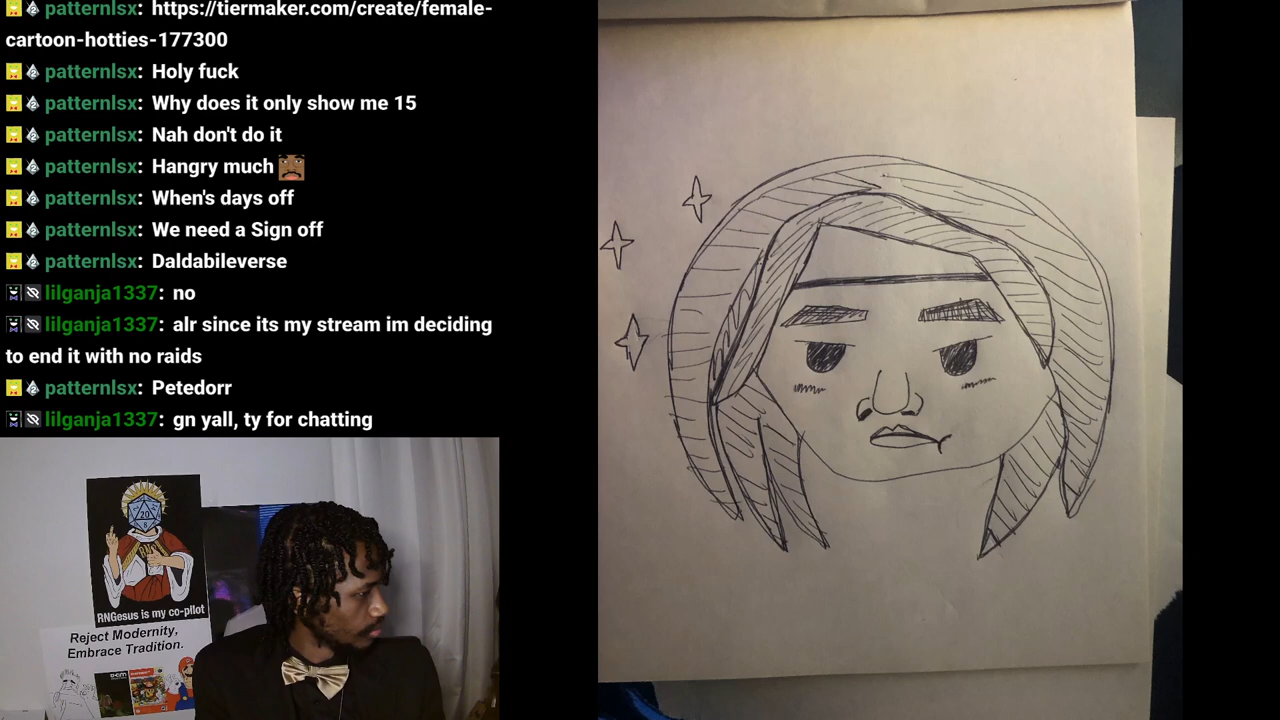 patternlsx: https://tiermaker.com/create/female-
cartoon-hotties-177300
patternlsx: Holy fuck
patternlsx: Why does it only show me 15
patternlsx: Nah don't do it
patternlsx: Hangry much
patternlsx: When's days off
patternlsx: We need a Sign off
patternlsx: Daldabileverse
lilganja1337: no
lilganja1337: alr since its my stream im deciding
to end it with no raids
patternlsx: Petedorr
lilganja1337: gn yall, ty for chatting
20
RNGesus is my co-pilot
Reject Modernity,
Embrace Tradition.